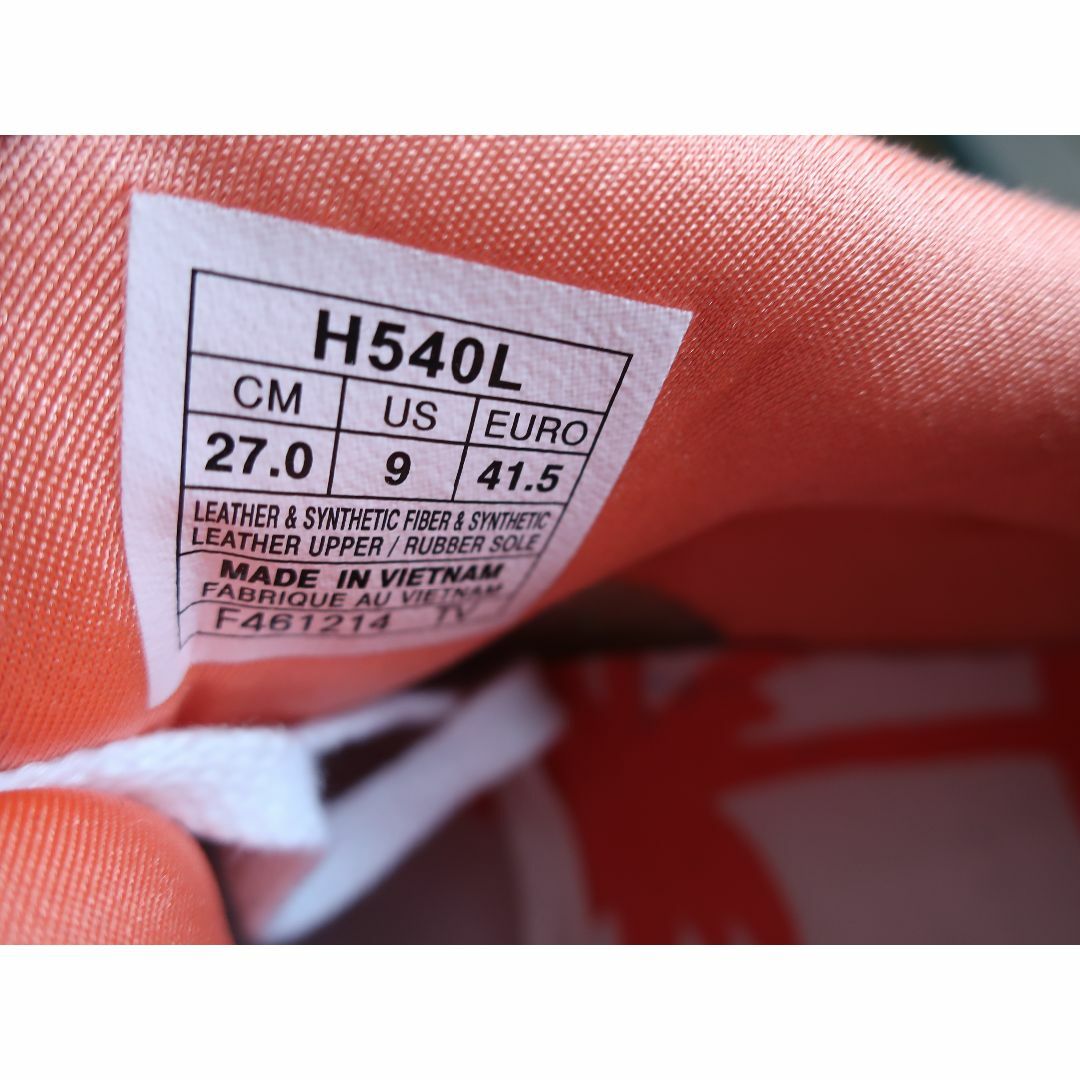 H540L
CM US EURO
27.0 9 41.5
LEATHER & SYNTHETIC FIBER & SYNTHETIC
LEATHER UPPER / RUBBER SOLE
MADE IN VIETNAM
FABRIQUE AU VIETNAM
F461214 TV